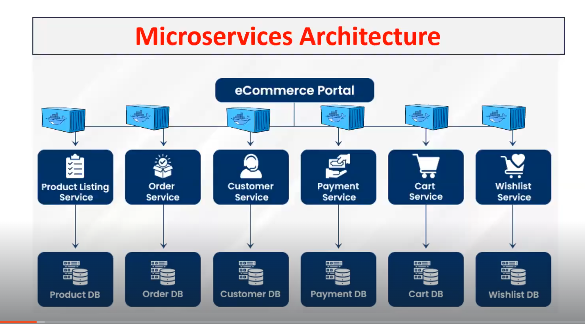 Microservices Architecture
eCommerce Portal
Product Listing
Service
Order
Service
Customer
Service
Payment
Service
Cart
Service
Wishlist
Service
Product DB
Order DB
Customer DB
Payment DB
Cart DB
Wishlist DB